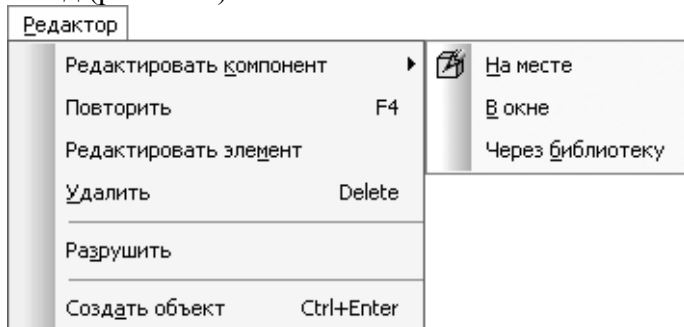 Редактор
Редактировать компонент
Повторить F4
Редактировать элемент
Удалить Delete
Разрушить
Создать объект Ctrl+Enter
На месте
В окне
Через библиотеку